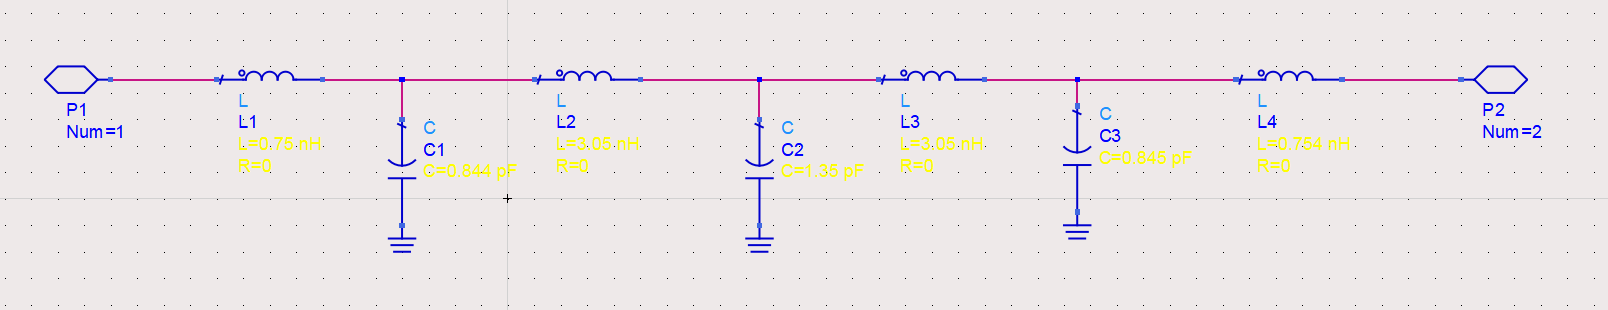 P1
Num=1
L
L1
L=0.75 nH
R=0
C
C1
C=0.844 pF
L
L2
L=3.05 nH
R=0
C
C2
C=1.35 pF
L
L3
L=3.05 nH
R=0
C
C3
C=0.845 pF
L
L4
L=0.754 nH
R=0
P2
Num=2